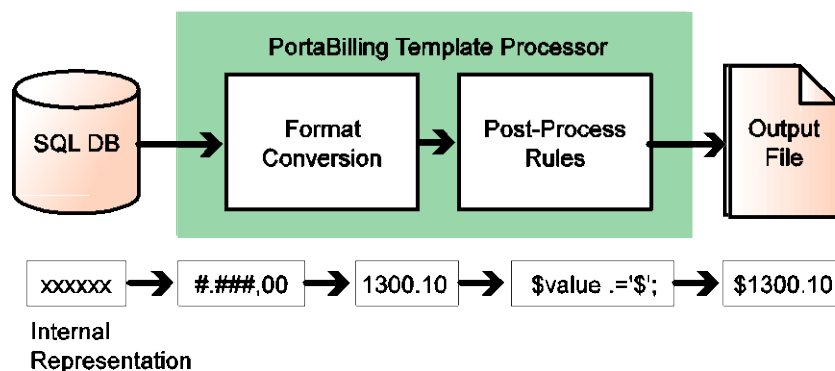 PortaBilling Template Processor
SQL DB
Format
Conversion
Post-Process
Rules
Output
File
xxxxxx
#.###,00
1300.10
$value .='$';
$1300.10
Internal
Representation